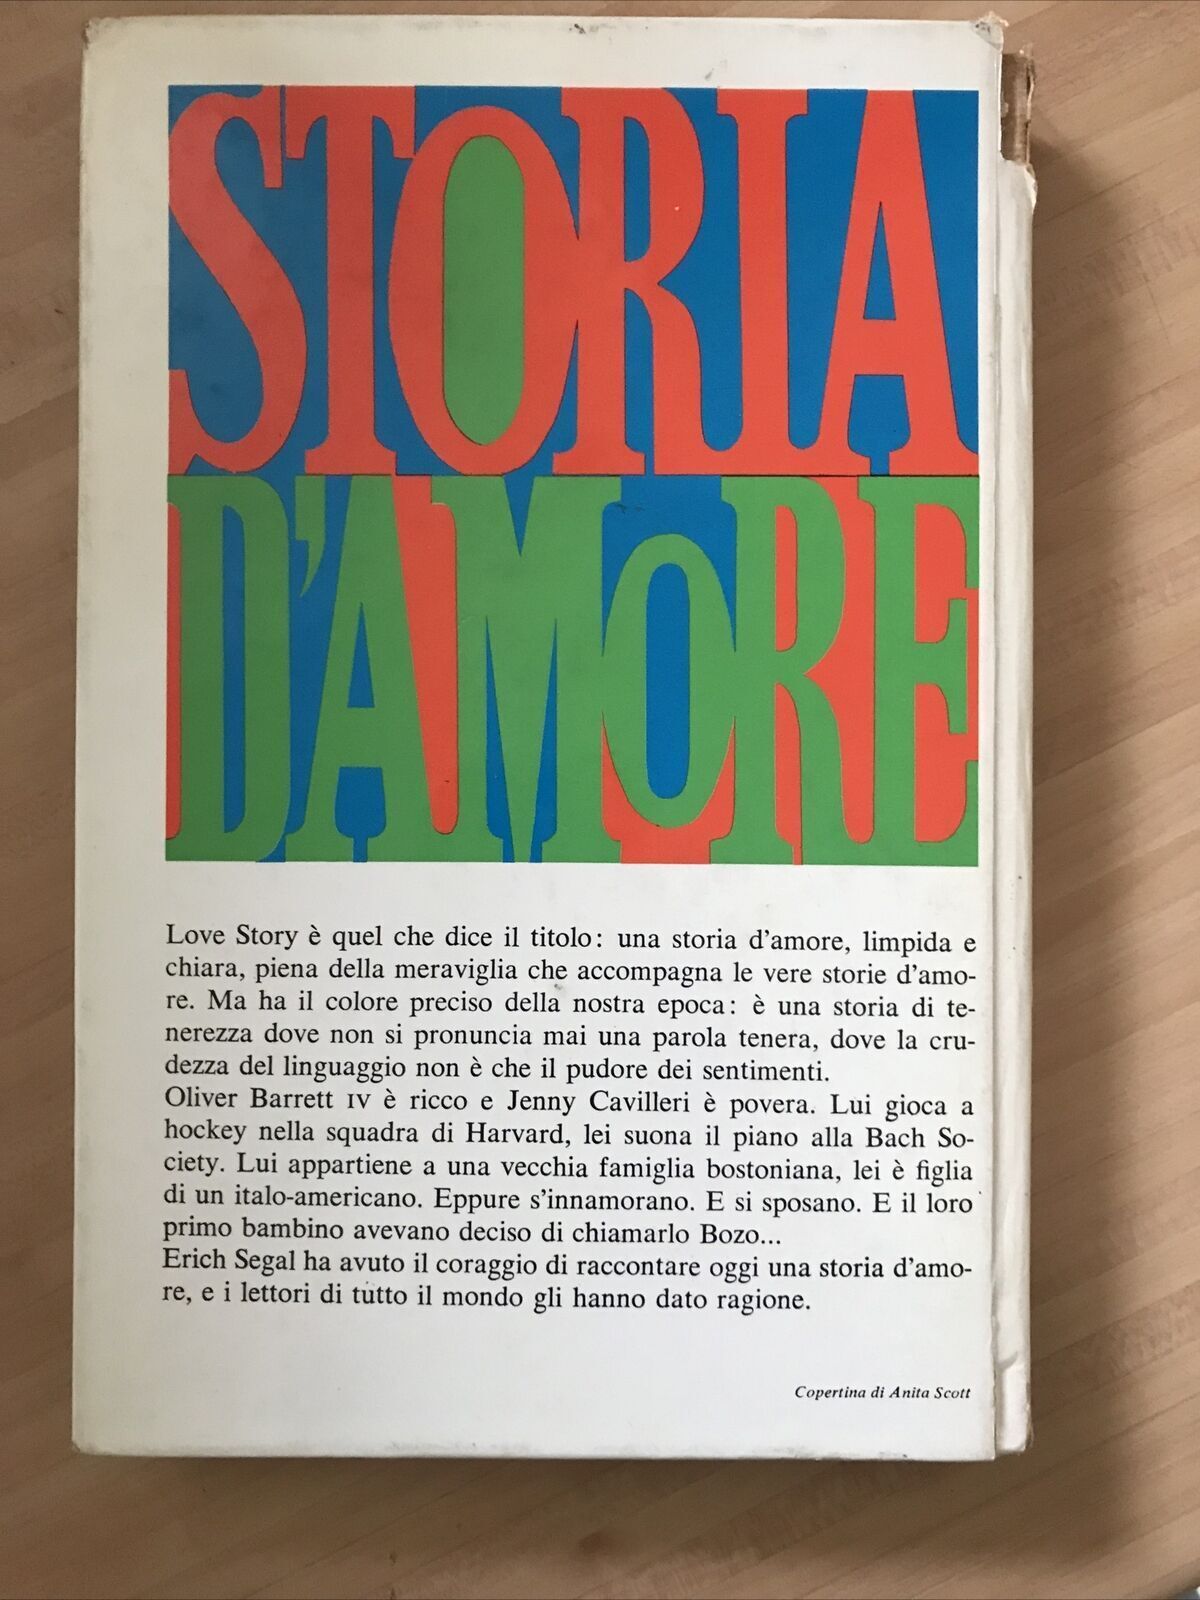 STORIA
D'AMORE
Love Story è quel che dice il titolo: una storia d'amore, limpida e
chiara, piena della meraviglia che accompagna le vere storie d'amo-
re. Ma ha il colore preciso della nostra epoca: è una storia di te-
nerezza dove non si pronuncia mai una parola tenera, dove la cru-
dezza del linguaggio non è che il pudore dei sentimenti.
Oliver Barrett IV è ricco e Jenny Cavilleri è povera. Lui gioca a
hockey nella squadra di Harvard, lei suona il piano alla Bach So-
ciety. Lui appartiene a una vecchia famiglia bostoniana, lei è figlia
di un italo-americano. Eppure s'innamorano. E si sposano. E il loro
primo bambino avevano deciso di chiamarlo Bozo...
Erich Segal ha avuto il coraggio di raccontare oggi una storia d'amo-
re, e i lettori di tutto il mondo gli hanno dato ragione.
Copertina di Anita Scott